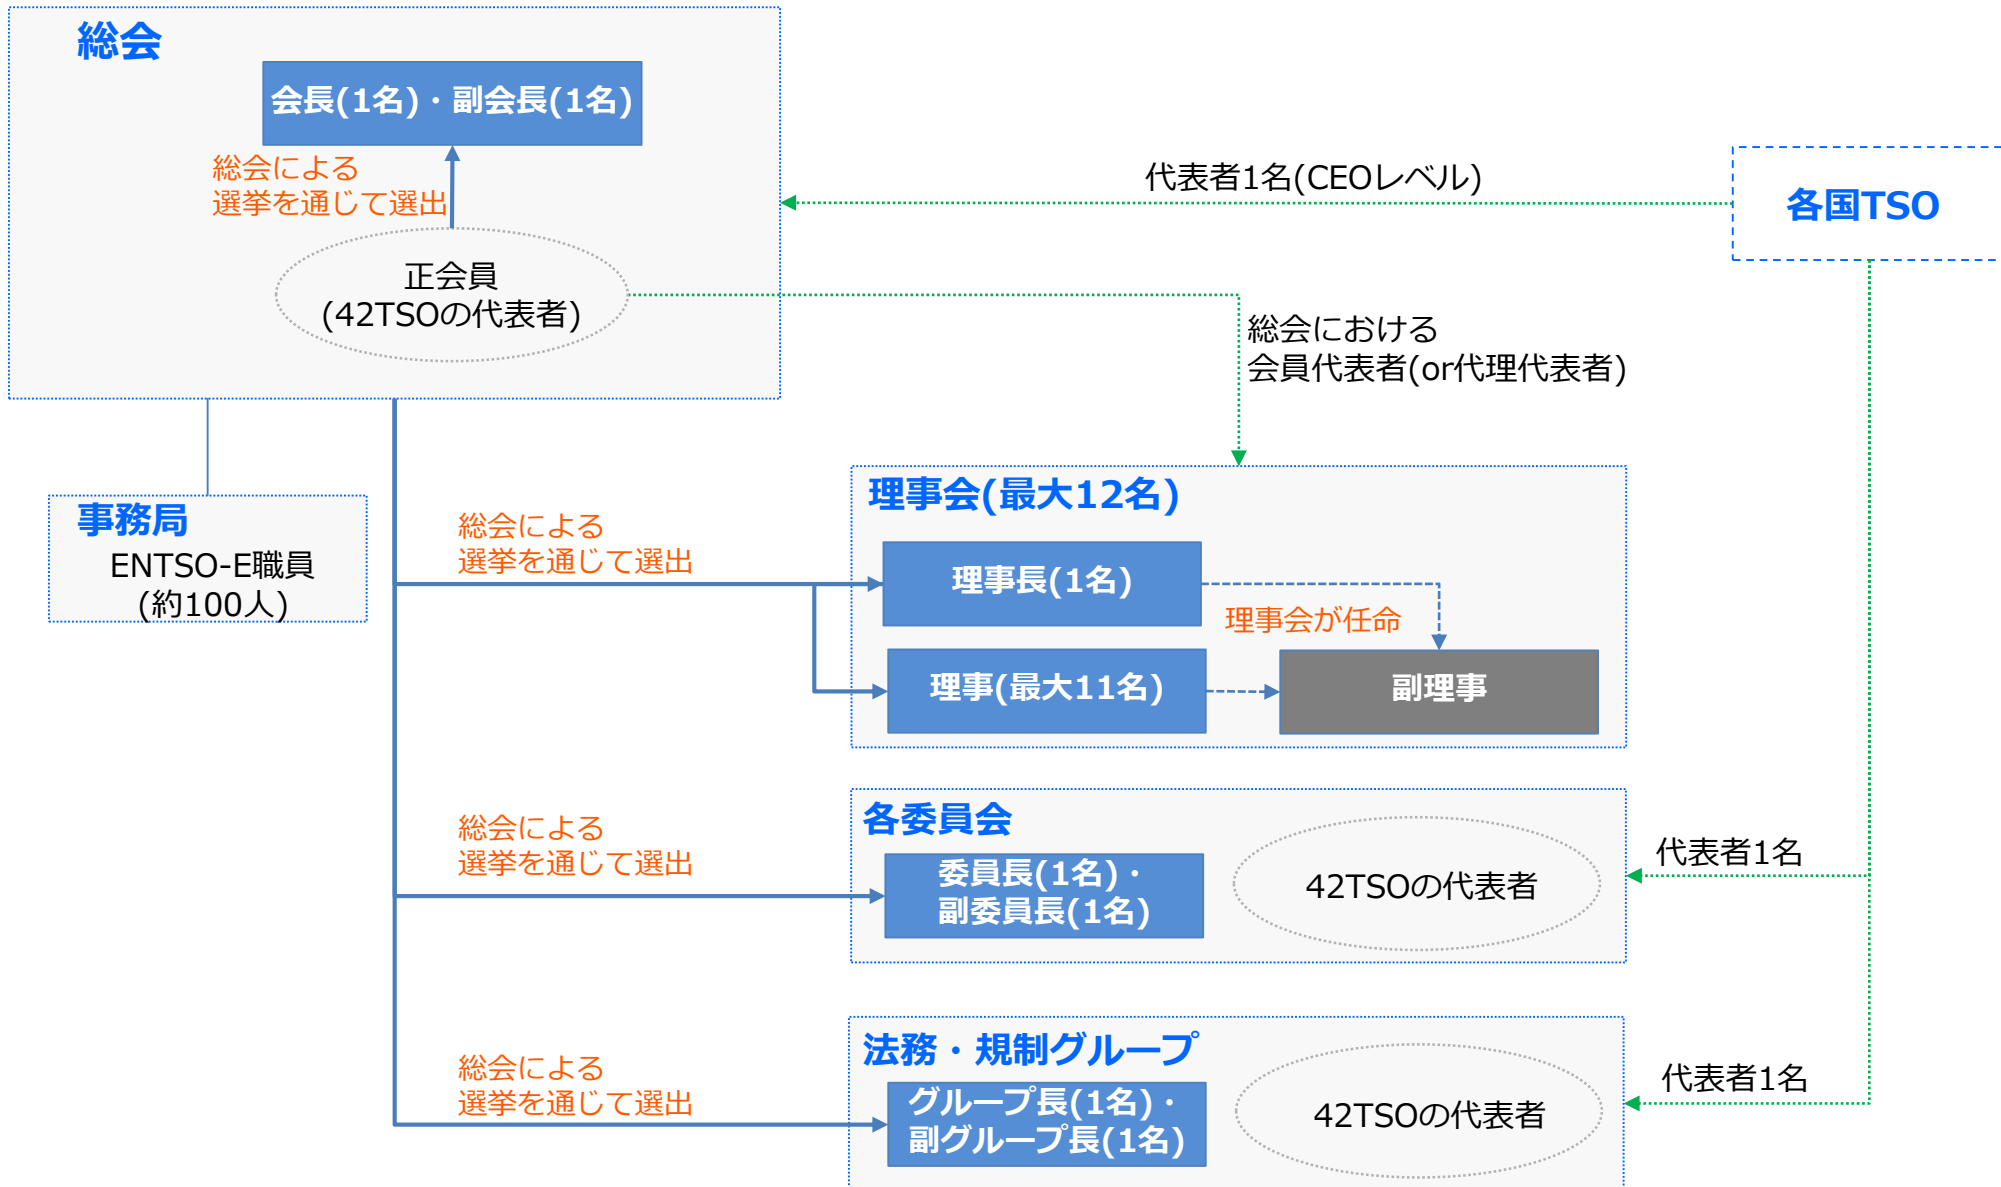 総会
会長(1名)・副会長(1名)
総会による
選挙を通じて選出
正会員
(42TSOの代表者)
代表者1名(CEOレベル)
各国TSO
総会における
会員代表者(or代理代表者)
事務局
ENTSO-E職員
(約100人)
総会による
選挙を通じて選出
理事会(最大12名)
理事長(1名)
理事会が任命
理事(最大11名)
副理事
総会による
選挙を通じて選出
各委員会
委員長(1名)・
副委員長(1名)
42TSOの代表者
代表者1名
総会による
選挙を通じて選出
法務・規制グループ
グループ長(1名)・
副グループ長(1名)
42TSOの代表者
代表者1名